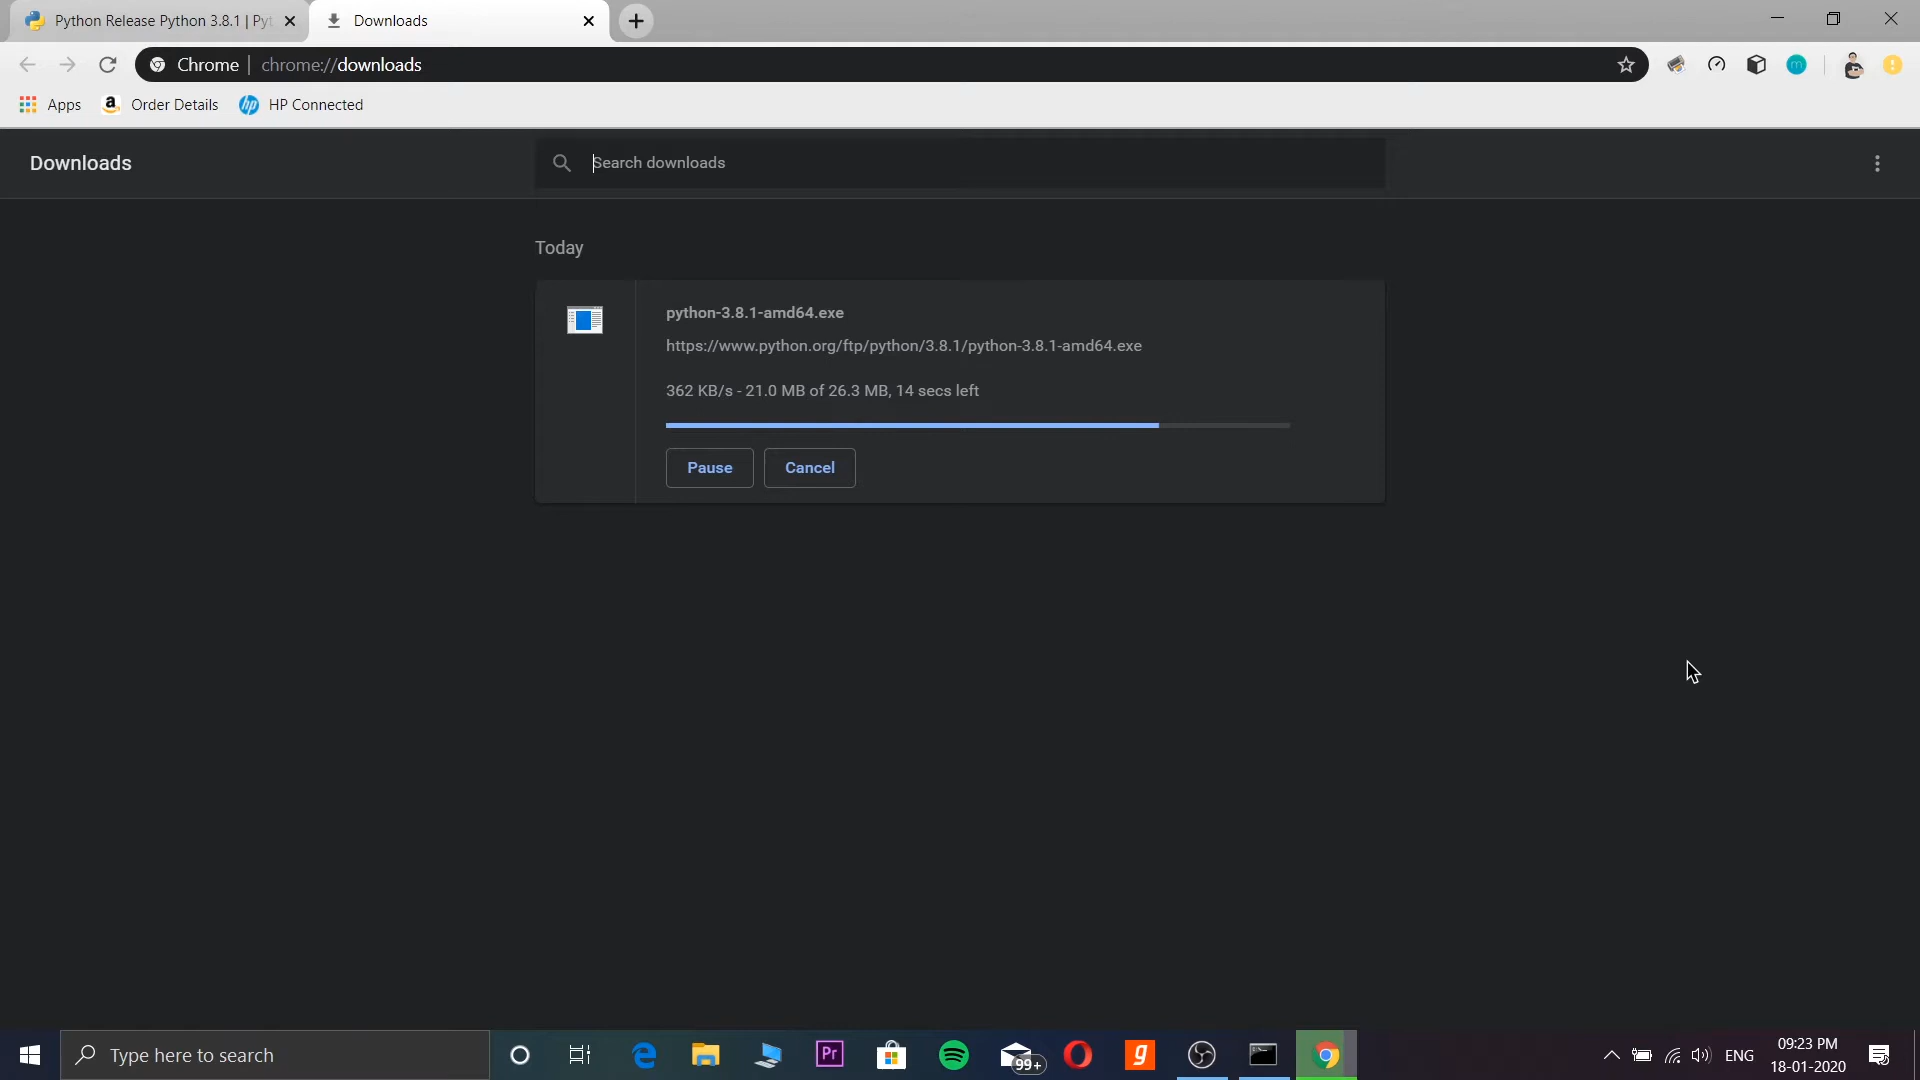 Python Release Python 3.8.1 | Pyt
Downloads
Chrome | chrome://downloads
Apps
a
Order Details
hp
HP Connected
m
Downloads
Search downloads
Today
python-3.8.1-amd64.exe
https://www.python.org/ftp/python/3.8.1/python-3.8.1-amd64.exe
362 KB/s - 21.0 MB of 26.3 MB, 14 secs left
Pause
Cancel
Type here to search
Pr
99+
g
ENG
09:23 PM
18-01-2020